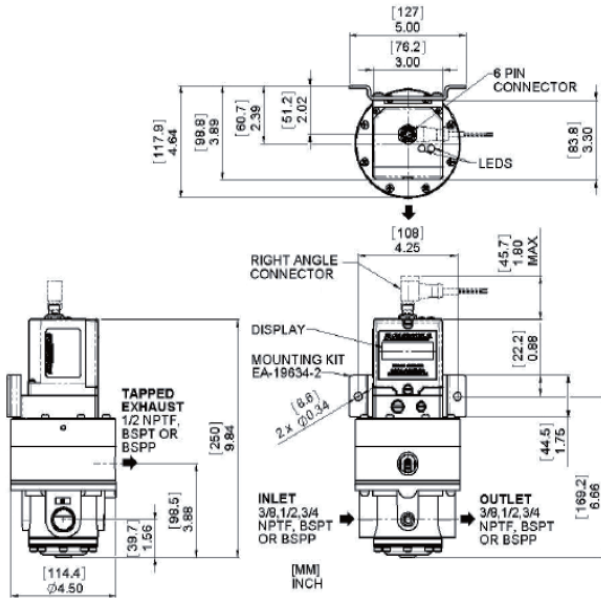 [127]
5.00
[76.2]
3.00
6 PIN
CONNECTOR
[117.9]
4.64
[98.8]
3.89
[60.7]
2.39
[51.2]
2.02
[83.8]
3.30
LEDS
[108]
4.25
[45.7]
1.80
MAX
RIGHT ANGLE
CONNECTOR
DISPLAY
MOUNTING KIT
EA-19634-2
[22.2]
0.88
[8.6]
2 x Ø0.34
[44.5]
1.75
TAPPED
EXHAUST
1/2 NPTF,
BSPT OR
BSPP
[250]
9.84
[98.5]
3.88
[39.7]
1.56
[169.2]
6.66
INLET
3/8,1/2,3/4
NPTF, BSPT
OR BSPP
OUTLET
3/8,1/2,3/4
NPTF, BSPT
OR BSPP
[114.4]
Ø4.50
[MM]
INCH